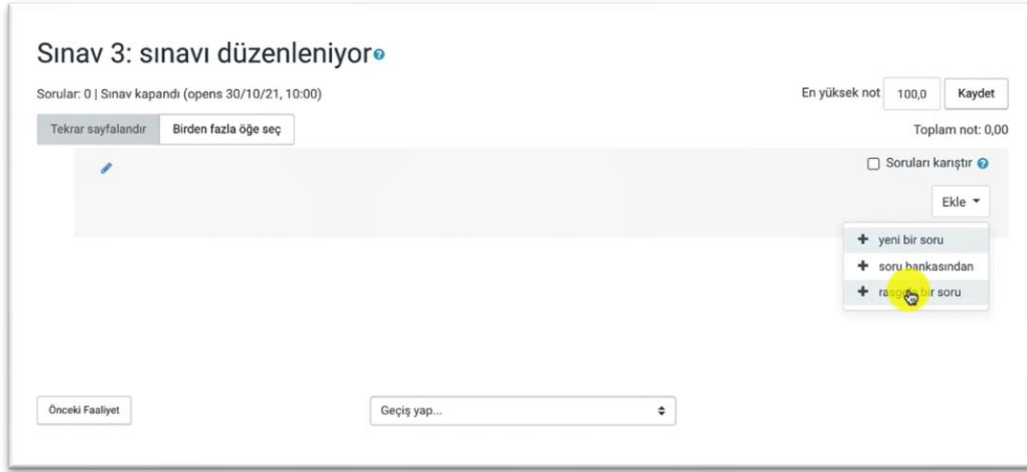 Sınav 3: sınavı düzenleniyor
Sorular: 0 | Sınav kapandı (opens 30/10/21, 10:00)
En yüksek not 100,0 Kaydet
Tekrar sayfalandır Birden fazla öğe seç
Toplam not: 0,00
Soruları karıştır
Ekle
+ yeni bir soru
+ soru bankasından
+ bir soru
Önceki Faaliyet
Geçiş yap...